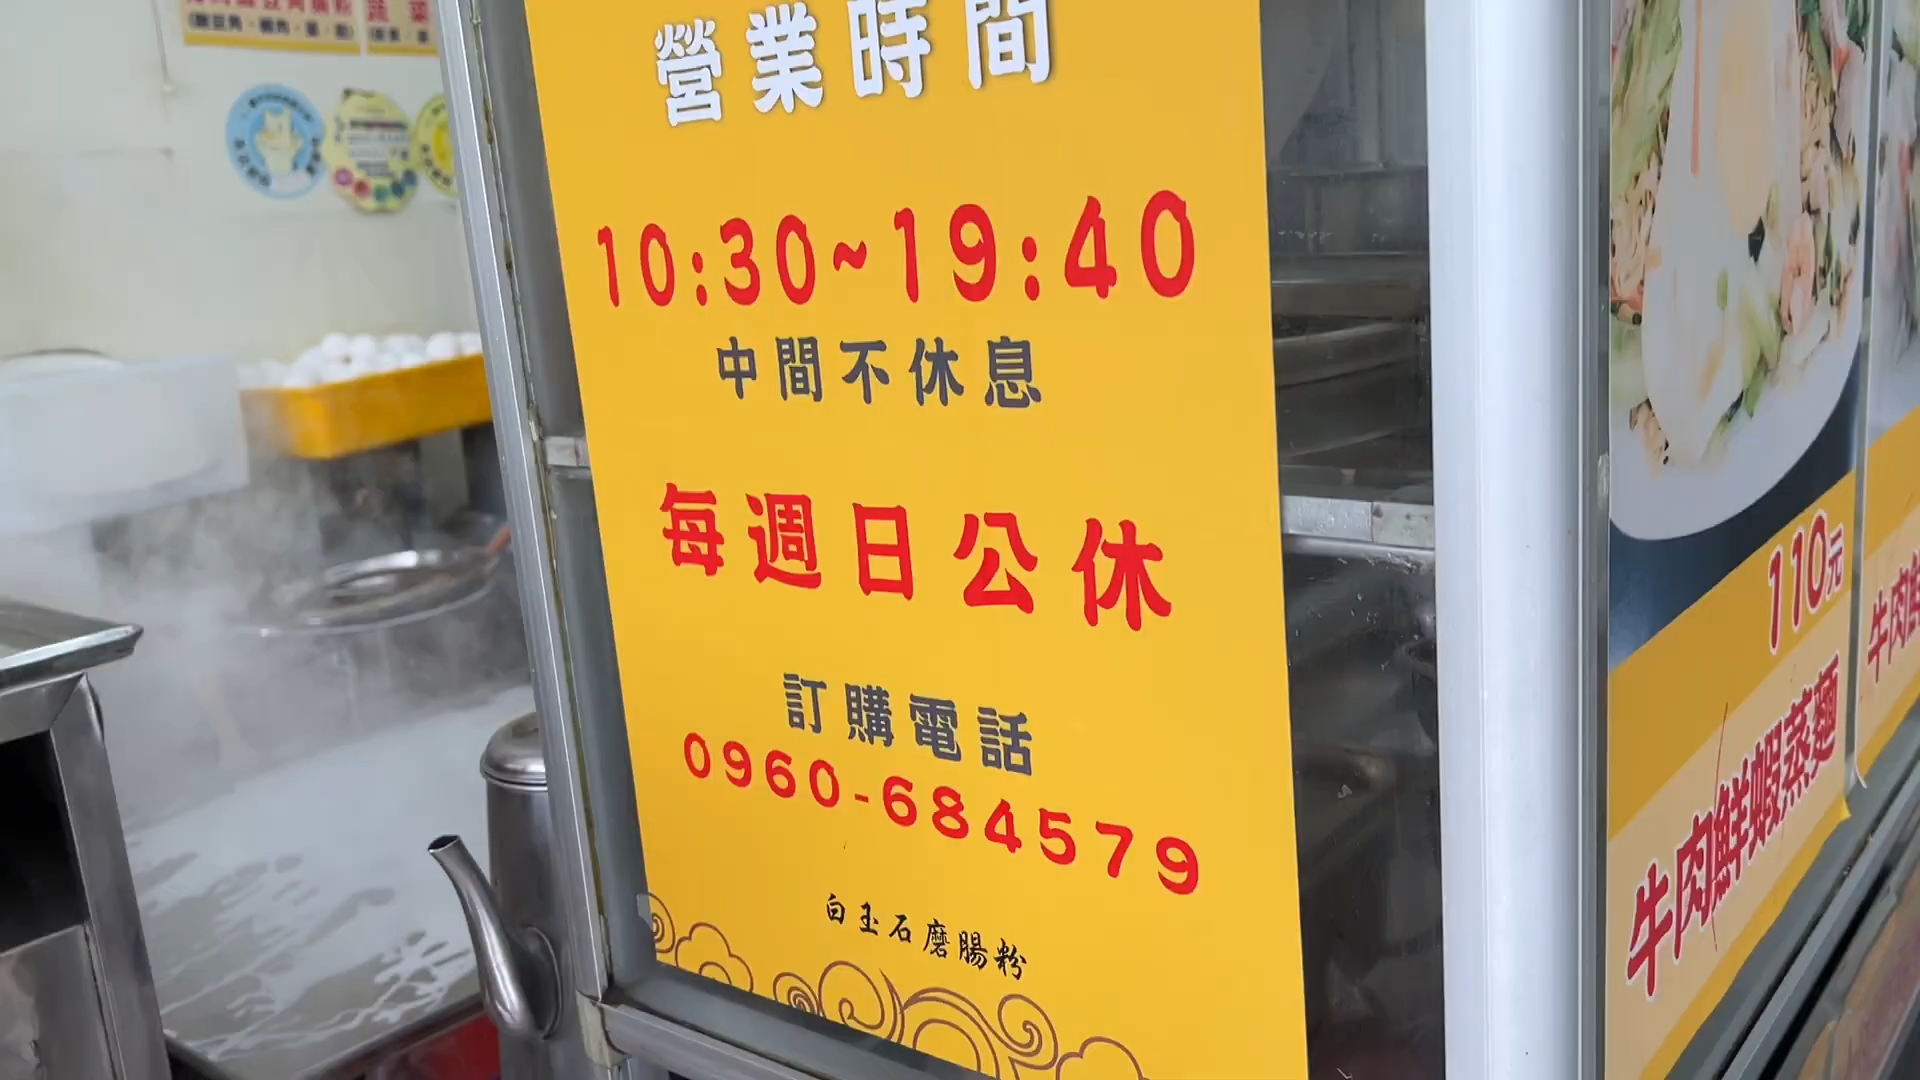 營業時間
10:30~19:40
中間不休息
每週日公休
訂購電話
0960-684579
白玉石磨腸粉
110元
牛肉鮮蝦蒸麵
牛肉